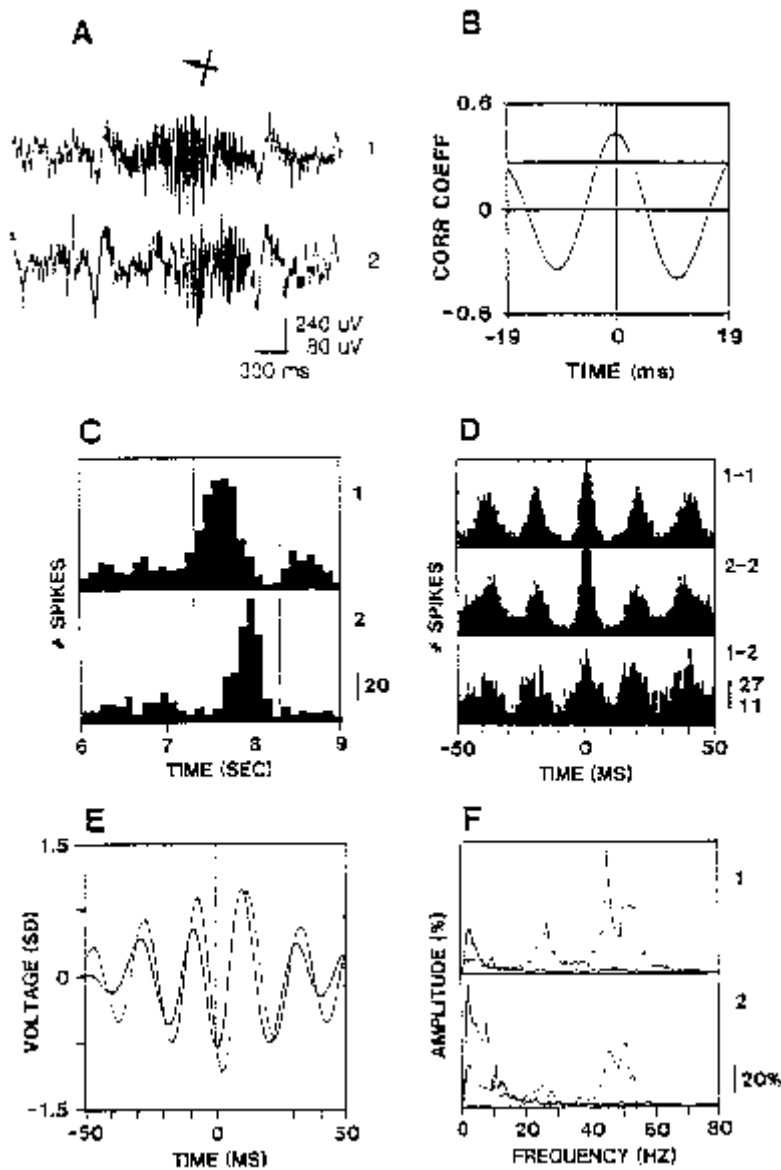 A
1
2
240 uV
80 uV
300 ms
B
0.6
0
-0.6
CORR COEFF
-19
0
19
TIME (ms)
C
1
2
20
# SPIKES
6
7
8
9
TIME (SEC)
D
1-1
2-2
1-2
27
11
# SPIKES
-50
0
50
TIME (MS)
E
1.5
0
-1.5
VOLTAGE (SD)
-50
0
50
TIME (MS)
F
1
2
20%
AMPLITUDE (%)
0
20
40
60
80
FREQUENCY (HZ)